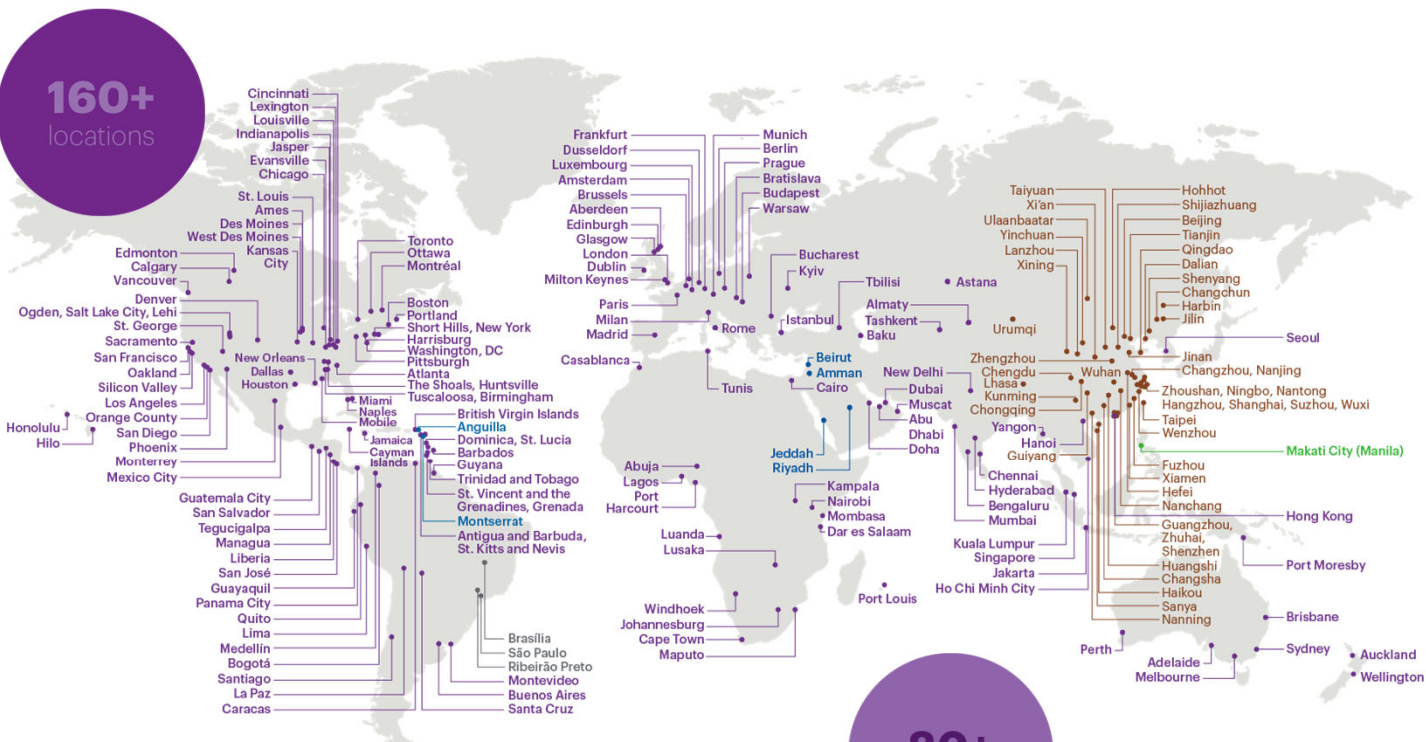 160+
locations
Cincinnati
Lexington
Louisville
Indianapolis
Jasper
Evansville
Chicago
St. Louis
Ames
Des Moines
West Des Moines
Kansas
City
Edmonton
Calgary
Vancouver
Denver
Ogden, Salt Lake City, Lehi
St. George
Sacramento
San Francisco
Oakland
Silicon Valley
Los Angeles
Orange County
San Diego
Phoenix
Monterrey
Mexico City
Honolulu
Hilo
New Orleans
Dallas
Houston
Toronto
Ottawa
Montréal
Boston
Portland
Short Hills, New York
Harrisburg
Washington, DC
Pittsburgh
Atlanta
The Shoals, Huntsville
Tuscaloosa, Birmingham
Miami
Naples
Mobile
Jamaica
Cayman
Islands
British Virgin Islands
Anguilla
Dominica, St. Lucia
Barbados
Guyana
Trinidad and Tobago
St. Vincent and the
Grenadines, Grenada
Montserrat
Antigua and Barbuda,
St. Kitts and Nevis
Guatemala City
San Salvador
Tegucigalpa
Managua
Liberia
San José
Guayaquil
Panama City
Quito
Lima
Medellín
Bogotá
Santiago
La Paz
Caracas
Brasília
São Paulo
Ribeirão Preto
Montevideo
Buenos Aires
Santa Cruz
Frankfurt
Dusseldorf
Luxembourg
Amsterdam
Brussels
Aberdeen
Edinburgh
Glasgow
London
Dublin
Milton Keynes
Paris
Milan
Madrid
Casablanca
Munich
Berlin
Prague
Bratislava
Budapest
Warsaw
Bucharest
Kyiv
Istanbul
Rome
Tunis
Tbilisi
Astana
Almaty
Tashkent
Baku
Beirut
Amman
Cairo
Jeddah
Riyadh
New Delhi
Dubai
Muscat
Abu
Dhabi
Doha
Abuja
Lagos
Port
Harcourt
Luanda
Lusaka
Windhoek
Johannesburg
Cape Town
Maputo
Kampala
Nairobi
Mombasa
Dar es Salaam
Port Louis
Chennai
Hyderabad
Bengaluru
Mumbai
Kuala Lumpur
Singapore
Jakarta
Ho Chi Minh City
Yangon
Hanoi
Guiyang
Taiyuan
Xi'an
Ulaanbaatar
Yinchuan
Lanzhou
Xining
Urumqi
Zhengzhou
Chengdu
Lhasa
Kunming
Chongqing
Wuhan
Hohhot
Shijiazhuang
Beijing
Tianjin
Qingdao
Dalian
Shenyang
Changchun
Harbin
Jilin
Seoul
Jinan
Changzhou, Nanjing
Zhoushan, Ningbo, Nantong
Hangzhou, Shanghai, Suzhou, Wuxi
Taipei
Wenzhou
Makati City (Manila)
Fuzhou
Xiamen
Hefei
Nanchang
Hong Kong
Guangzhou,
Zhuhai,
Shenzhen
Huangshi
Changsha
Haikou
Sanya
Nanning
Port Moresby
Brisbane
Perth
Adelaide
Melbourne
Sydney
Auckland
Wellington